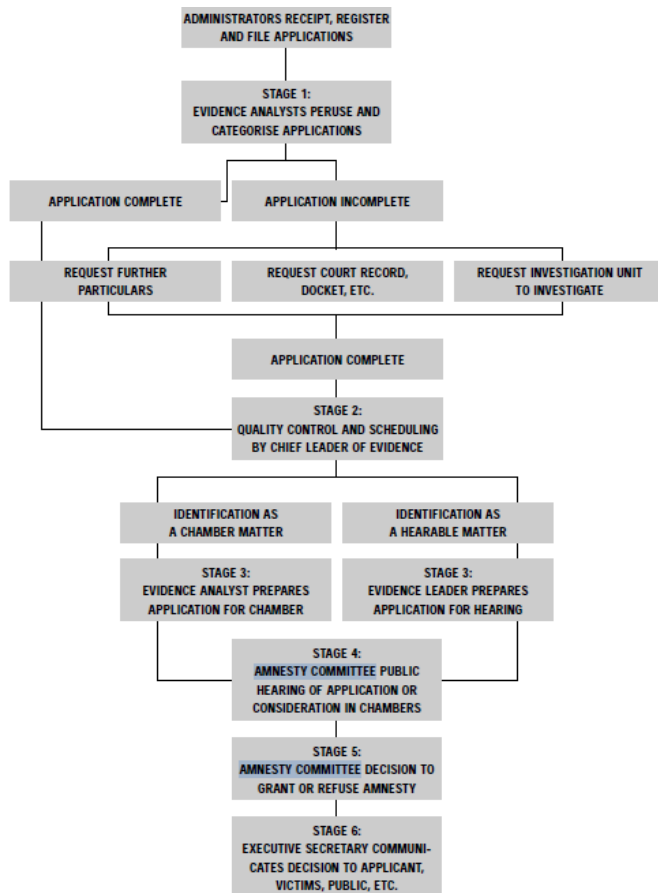 ADMINISTRATORS RECEIPT, REGISTER
AND FILE APPLICATIONS
STAGE 1:
EVIDENCE ANALYSTS PERUSE AND
CATEGORISE APPLICATIONS
APPLICATION COMPLETE
APPLICATION INCOMPLETE
REQUEST FURTHER
PARTICULARS
REQUEST COURT RECORD,
DOCKET, ETC.
REQUEST INVESTIGATION UNIT
TO INVESTIGATE
APPLICATION COMPLETE
STAGE 2:
QUALITY CONTROL AND SCHEDULING
BY CHIEF LEADER OF EVIDENCE
IDENTIFICATION AS
A CHAMBER MATTER
IDENTIFICATION AS
A HEARABLE MATTER
STAGE 3:
EVIDENCE ANALYST PREPARES
APPLICATION FOR CHAMBER
STAGE 3:
EVIDENCE LEADER PREPARES
APPLICATION FOR HEARING
STAGE 4:
AMNESTY COMMITTEE PUBLIC
HEARING OF APPLICATION OR
CONSIDERATION IN CHAMBERS
STAGE 5:
AMNESTY COMMITTEE DECISION TO
GRANT OR REFUSE AMNESTY
STAGE 6:
EXECUTIVE SECRETARY COMMUNI-
CATES DECISION TO APPLICANT,
VICTIMS, PUBLIC, ETC.